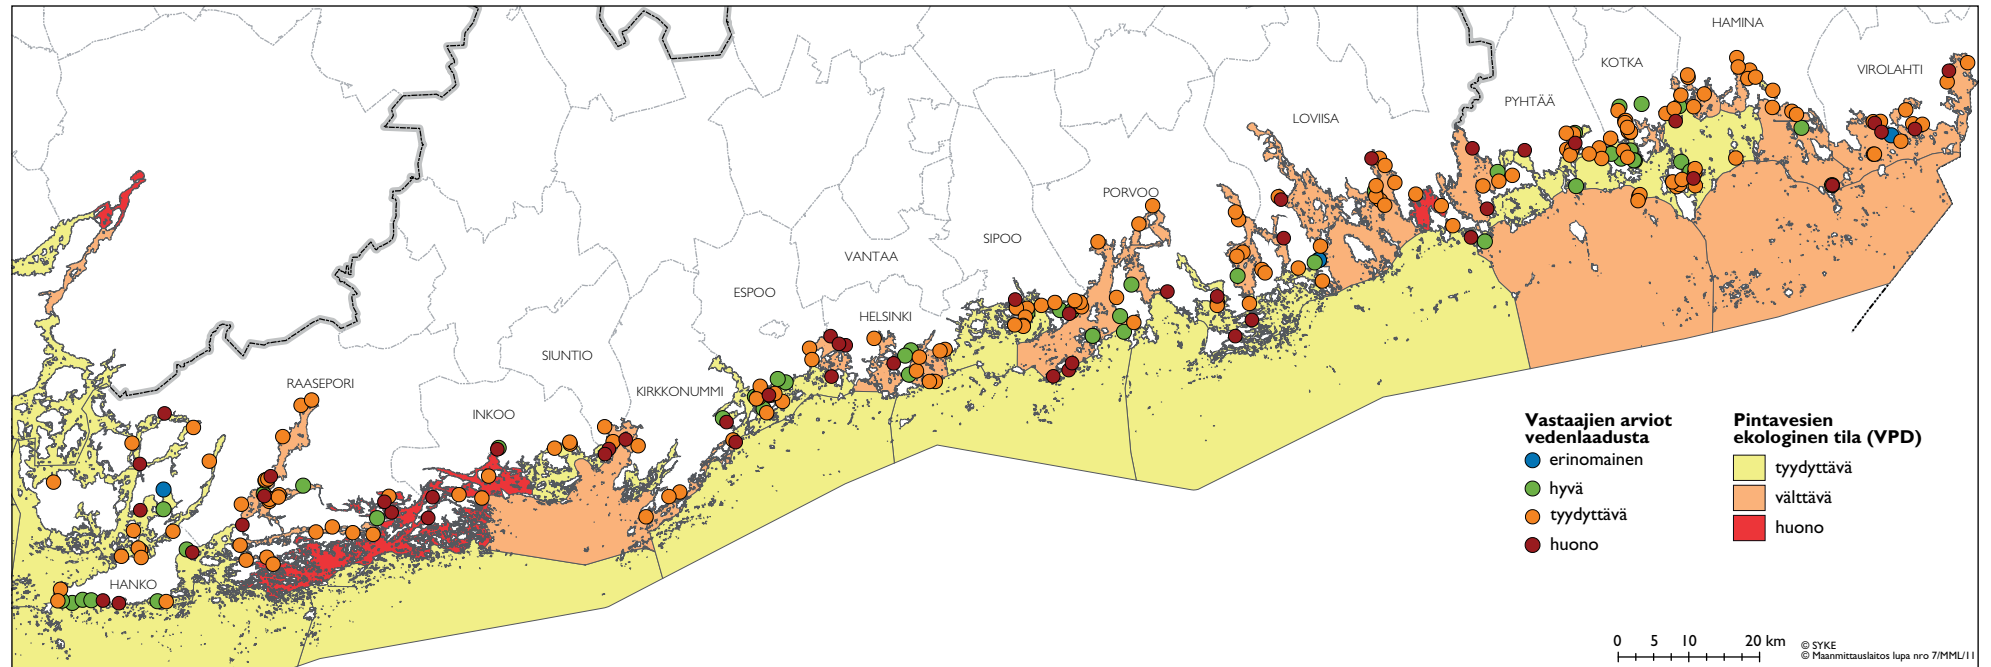 HAMINA
KOTKA
VIROLAHTI
PYHTÄÄ
LOVIISA
PORVOO
SIPOO
VANTAA
ESPOO
HELSINKI
SIUNTIO
RAASEPORI
KIRKKONUMMI
INKOO
HANKO
Vastaajien arviot
vedenlaadusta
erinomainen
hyvä
tyydyttävä
huono
Pintavesien
ekologinen tila (VPD)
tyydyttävä
välttävä
huono
0 5 10 20 km
© SYKE
© Maanmittauslaitos lupa nro 7/MML/11